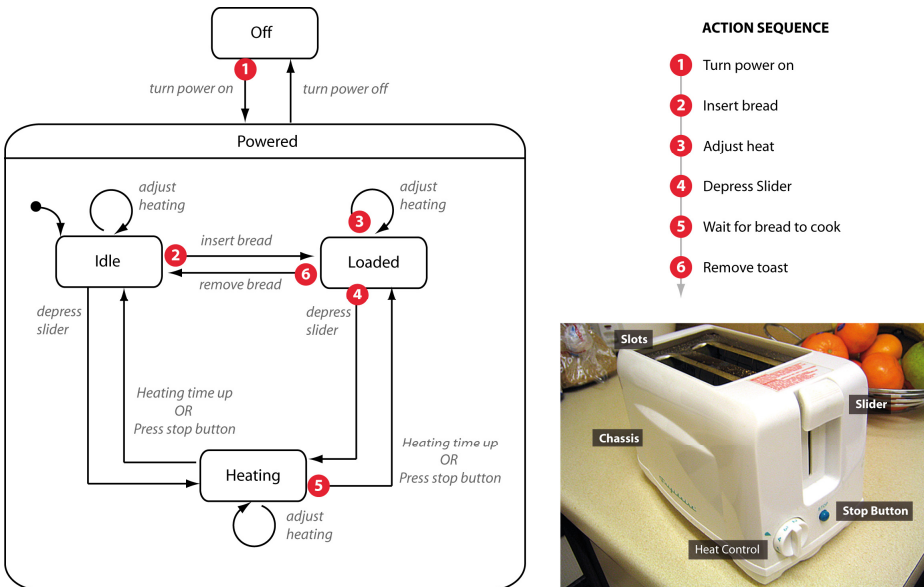 Off
1
turn power on
turn power off
Powered
adjust
heating
adjust
heating
3
Idle
2
insert bread
6
remove bread
Loaded
4
depress
slider
depress
slider
Heating time up
OR
Press stop button
Heating time up
OR
Press stop button
Heating
5
adjust
heating
ACTION SEQUENCE
1 Turn power on
2 Insert bread
3 Adjust heat
4 Depress Slider
5 Wait for bread to cook
6 Remove toast
Slots
Slider
Chassis
Stop Button
Heat Control